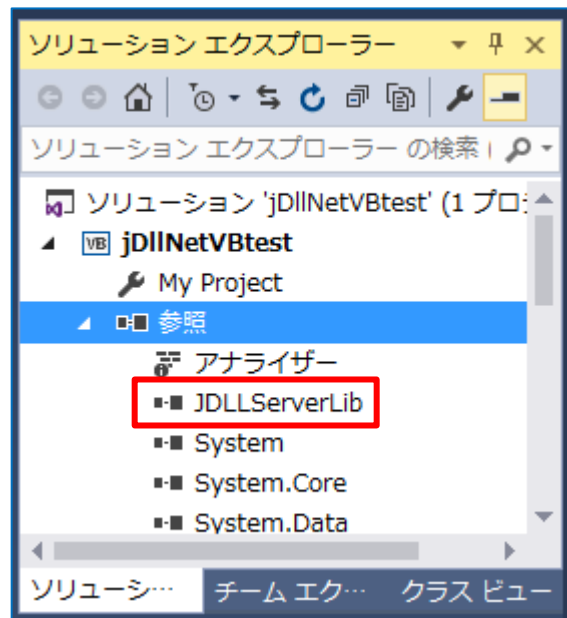 ソリューション エクスプローラー
ソリューション エクスプローラー の検索 (
ソリューション 'jDllNetVBtest' (1 プロ
VB jDllNetVBtest
My Project
参照
アナライザー
JDLLServerLib
System
System.Core
System.Data
ソリューシ… チーム エク… クラス ビュー